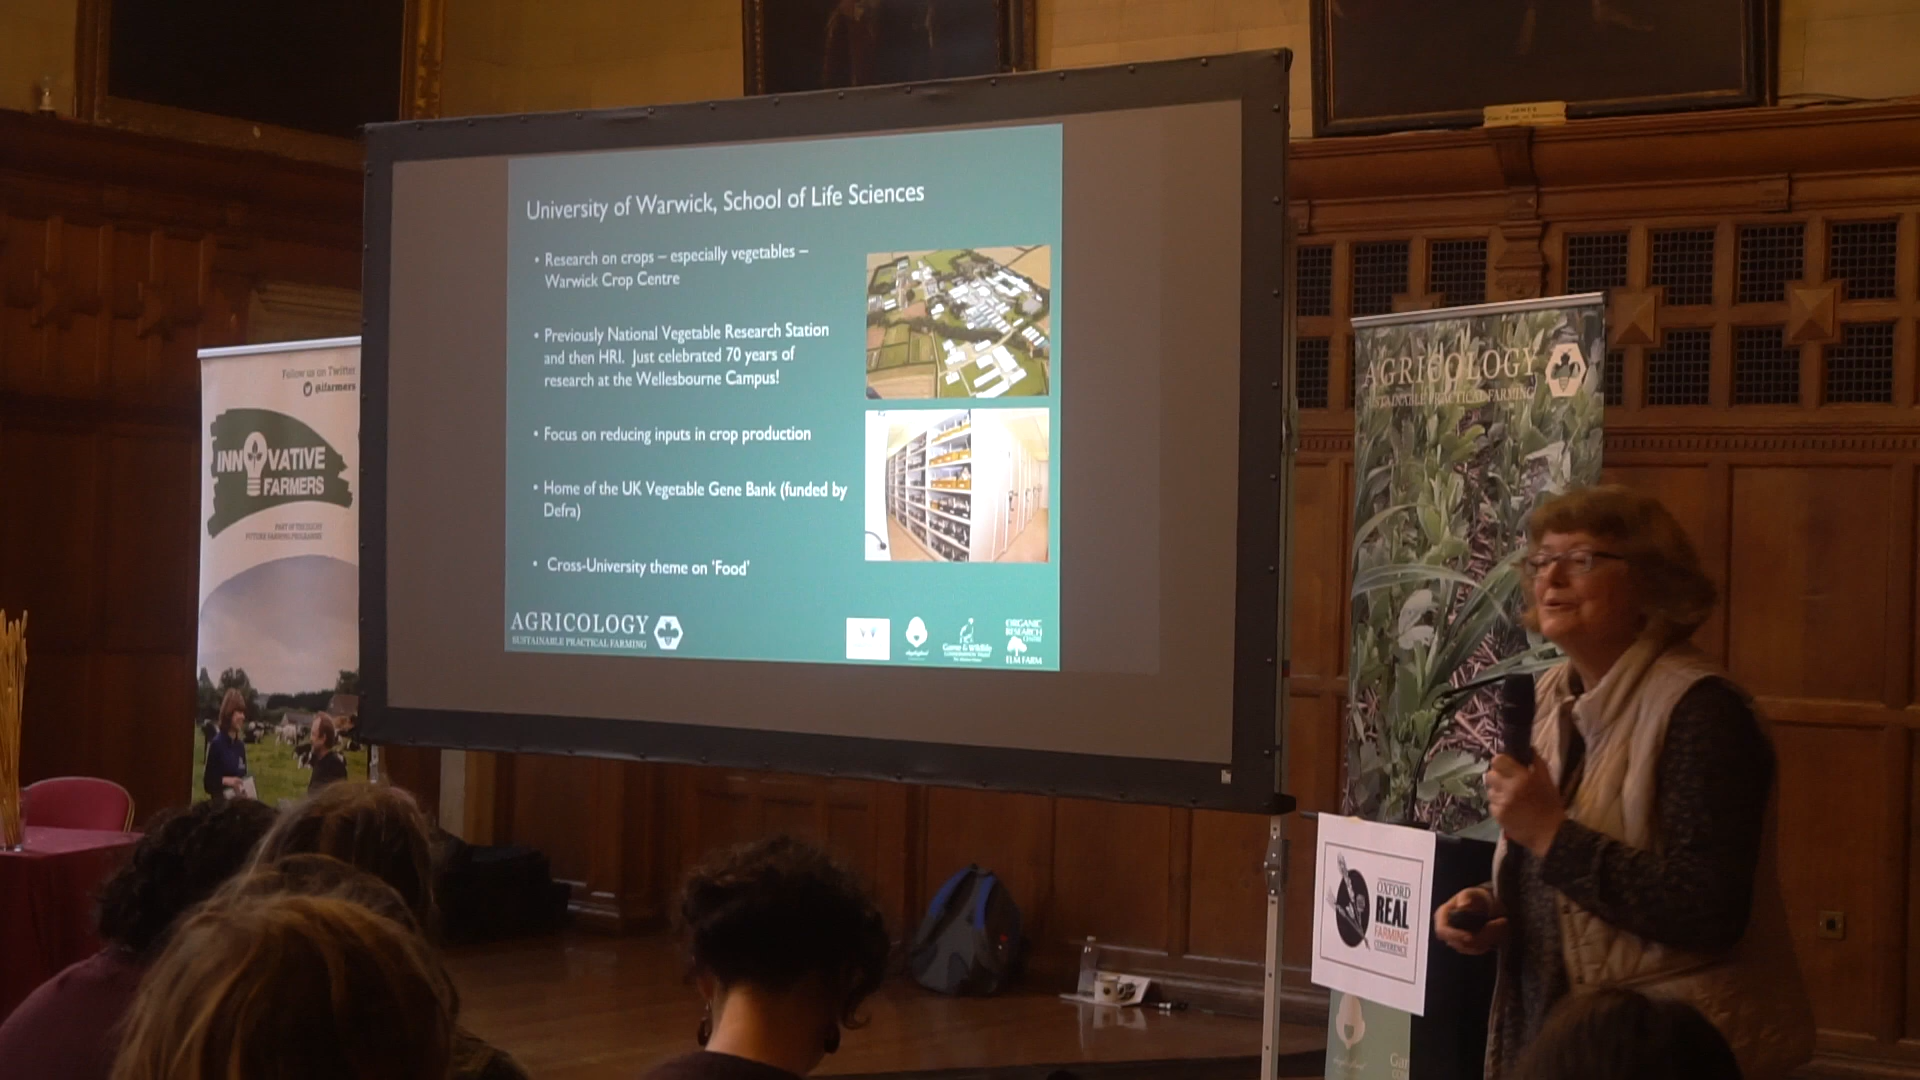 University of Warwick, School of Life Sciences
• Research on crops – especially vegetables –
Warwick Crop Centre
• Previously National Vegetable Research Station
and then HRI. Just celebrated 70 years of
research at the Wellesbourne Campus!
• Focus on reducing inputs in crop production
• Home of the UK Vegetable Gene Bank (funded by
Defra)
• Cross-University theme on 'Food'
AGRICOLOGY
SUSTAINABLE PRACTICAL FARMING
Game & Wildlife
ORGANIC
RESEARCH
CENTRE
ELM FARM
Follow us on Twitter
@ifarmers
INNOVATIVE
FARMERS
AGRICOLOGY
SUSTAINABLE PRACTICAL FARMING
OXFORD
REAL
FARMING
CONFERENCE